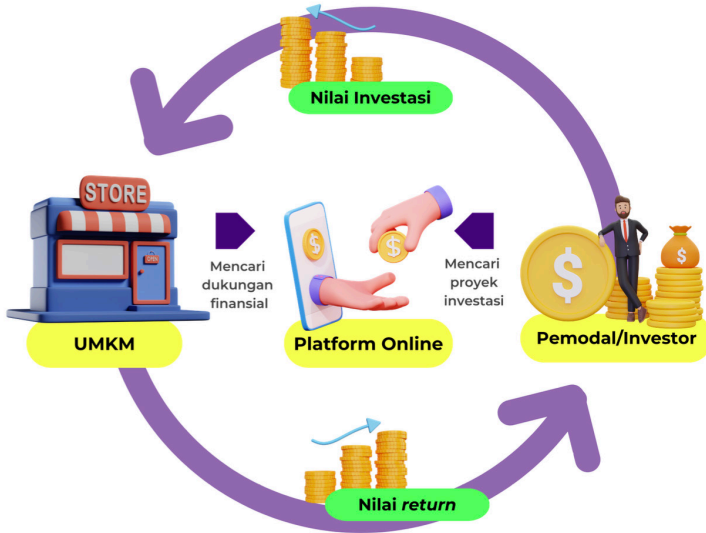 Nilai Investasi
STORE
OPEN
$
$
$
$
Mencari
dukungan
finansial
Mencari
proyek
investasi
UMKM
Platform Online
Pemodal/Investor
Nilai return